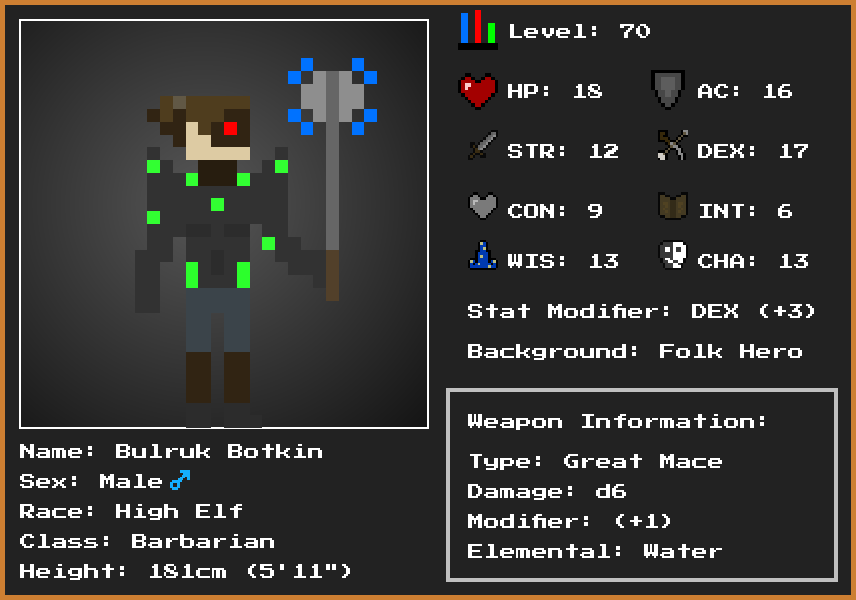 Level: 70
HP: 18
AC: 16
STR: 12
DEX: 17
CON: 9
INT: 6
WIS: 13
CHA: 13
Stat Modifier: DEX (+3)
Background: Folk Hero
Weapon Information:
Type: Great Mace
Damage: d6
Modifier: (+1)
Elemental: Water
Name: Bulruk Botkin
Sex: Male♂
Race: High Elf
Class: Barbarian
Height: 181cm (5'11")